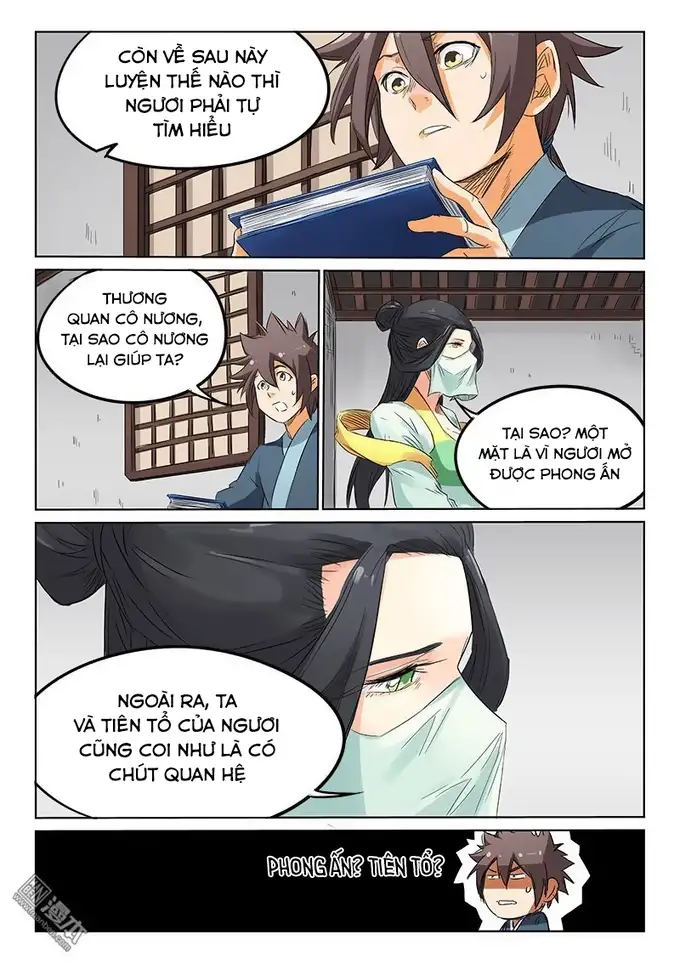 CÒN VỀ SAU NÀY
LUYỆN THẾ NÀO THÌ
NGƯƠI PHẢI TỰ
TÌM HIỂU
THƯƠNG
QUAN CÔ NƯƠNG,
TẠI SAO CÔ NƯƠNG
LẠI GIÚP TA?
TẠI SAO? MỘT
MẶT LÀ VÌ NGƯƠI MỞ
ĐƯỢC PHONG ẤN
NGOÀI RA, TA
VÀ TIÊN TỔ CỦA NGƯƠI
CŨNG COI NHƯ LÀ CÓ
CHÚT QUAN HỆ
PHONG ẤN? TIÊN TỔ?